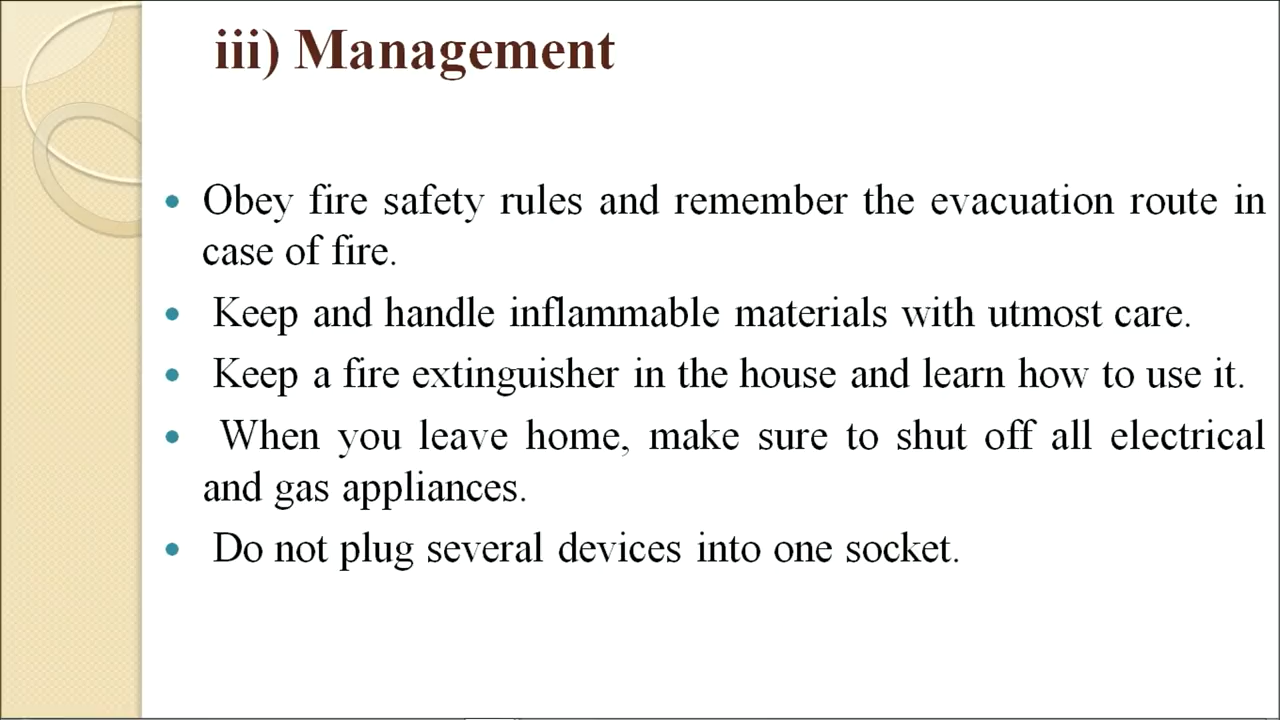 iii) Management
• Obey fire safety rules and remember the evacuation route in
case of fire.
• Keep and handle inflammable materials with utmost care.
• Keep a fire extinguisher in the house and learn how to use it.
• When you leave home, make sure to shut off all electrical
and gas appliances.
• Do not plug several devices into one socket.